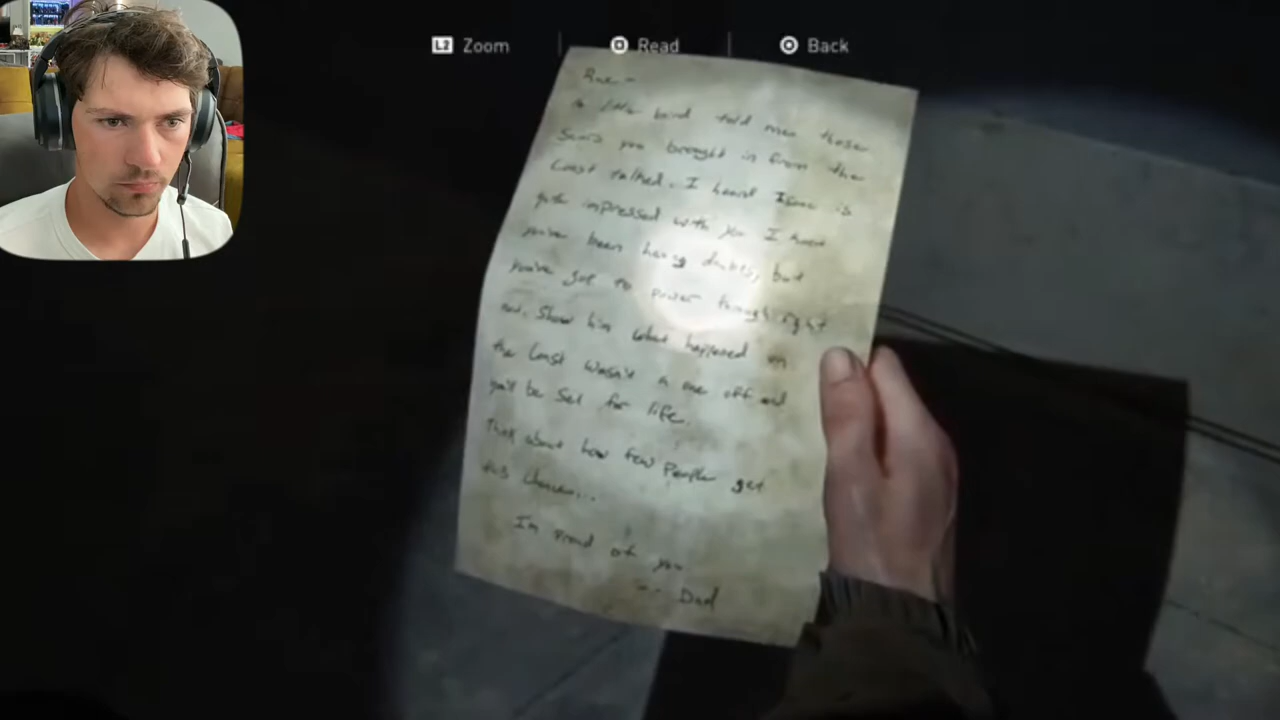 L2 Zoom
Read
Back
A little bird told men those
Scars you brought in from the
Coast talked. I heard Isaac is
quite impressed with you I know
you've been having doubts, but
you've got to power through right
now. Show him what happened on
the Coast wasn't a one off and
you'll be Set for life.
Think about how few People get
this chance...
I'm Proud of you
-- Dad